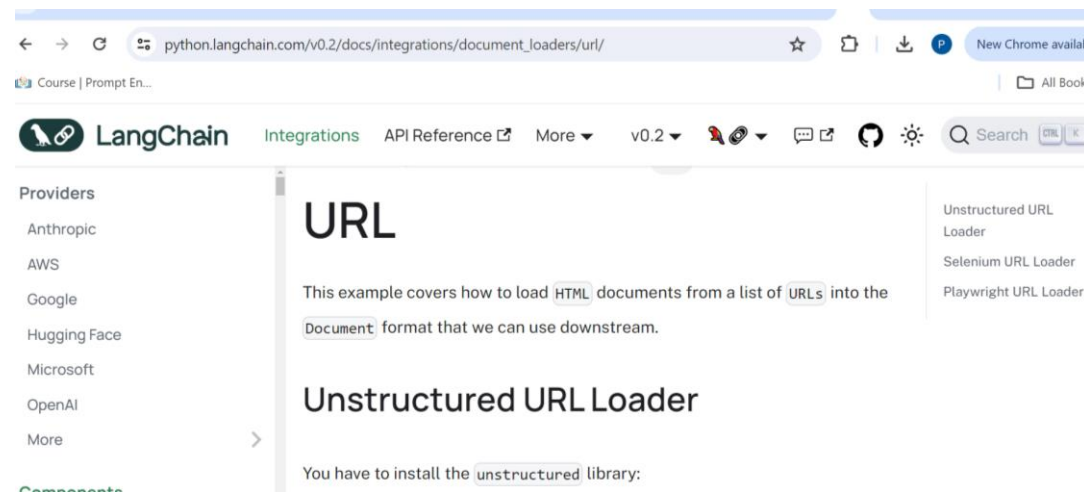 python.langchain.com/v0.2/docs/integrations/document_loaders/url/
P
New Chrome availa
Course | Prompt En...
All Book
LangChain
Integrations
API Reference
More
v0.2
Search
CTRL K
Providers
Anthropic
AWS
Google
Hugging Face
Microsoft
OpenAI
More
Components
URL
This example covers how to load HTML documents from a list of URLs into the
Document format that we can use downstream.
Unstructured URL Loader
You have to install the unstructured library:
Unstructured URL
Loader
Selenium URL Loader
Playwright URL Loader